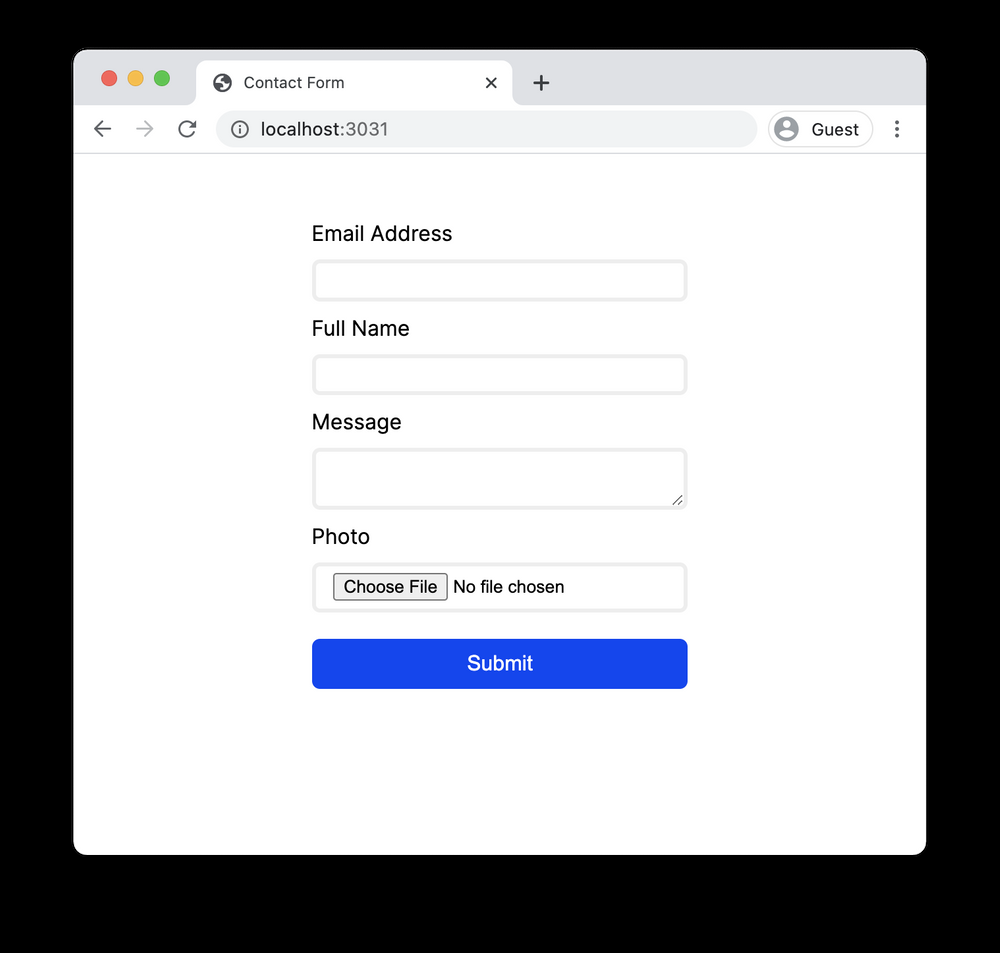 Contact Form
localhost:3031
Guest
Email Address
Full Name
Message
Photo
Choose File No file chosen
Submit